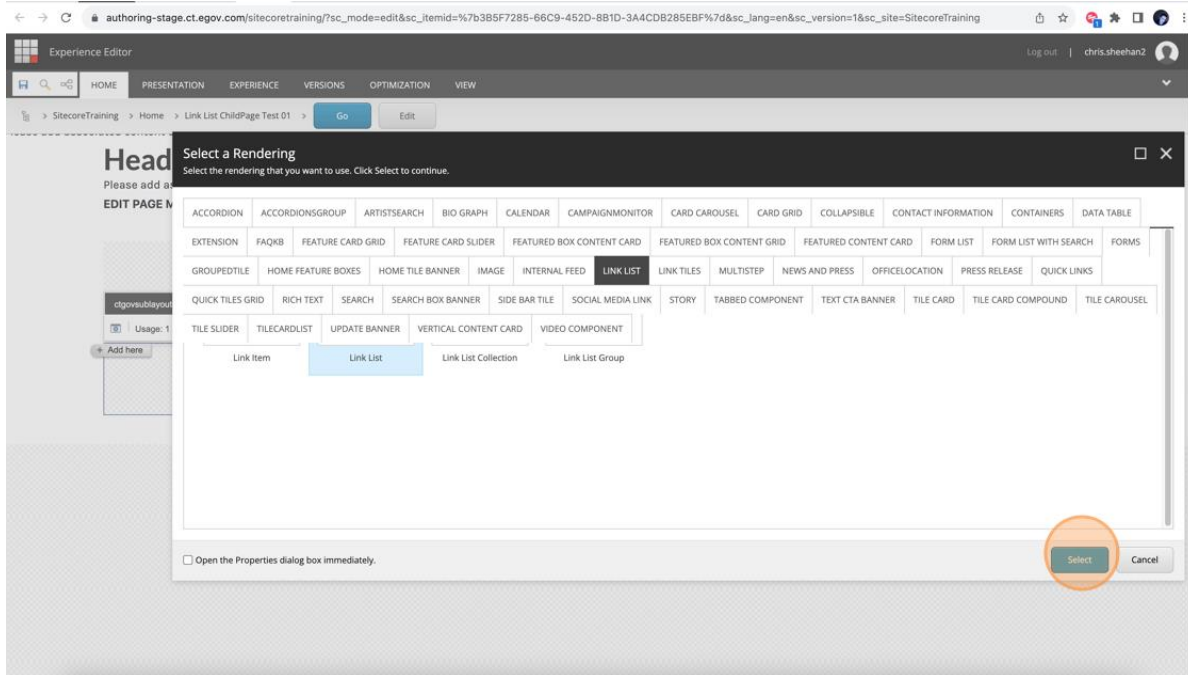 authoring-stage.ct.egov.com/sitecoretraining/?sc_mode=edit&sc_itemid=%7b3B5F7285-66C9-452D-8B1D-3A4CDB285EBF%7d&sc_lang=en&sc_version=1&sc_site=SitecoreTraining
Experience Editor Log out | chris.sheehan2
HOME PRESENTATION EXPERIENCE VERSIONS OPTIMIZATION VIEW
> SitecoreTraining > Home > Link List ChildPage Test 01 > Go Edit
Head
Please add a
EDIT PAGE M
Select a Rendering
Select the rendering that you want to use. Click Select to continue.
ACCORDION ACCORDIONSGROUP ARTISTSEARCH BIO GRAPH CALENDAR CAMPAIGNMONITOR CARD CAROUSEL CARD GRID COLLAPSIBLE CONTACT INFORMATION CONTAINERS DATA TABLE
EXTENSION FAQKB FEATURE CARD GRID FEATURE CARD SLIDER FEATURED BOX CONTENT CARD FEATURED BOX CONTENT GRID FEATURED CONTENT CARD FORM LIST FORM LIST WITH SEARCH FORMS
GROUPEDTILE HOME FEATURE BOXES HOME TILE BANNER IMAGE INTERNAL FEED LINK LIST LINK TILES MULTISTEP NEWS AND PRESS OFFICELOCATION PRESS RELEASE QUICK LINKS
QUICK TILES GRID RICH TEXT SEARCH SEARCH BOX BANNER SIDE BAR TILE SOCIAL MEDIA LINK STORY TABBED COMPONENT TEXT CTA BANNER TILE CARD TILE CARD COMPOUND TILE CAROUSEL
TILE SLIDER TILECARDLIST UPDATE BANNER VERTICAL CONTENT CARD VIDEO COMPONENT
Link Item Link List Link List Collection Link List Group
ctgovsublayout
Usage: 1
+ Add here
Open the Properties dialog box immediately. Select Cancel